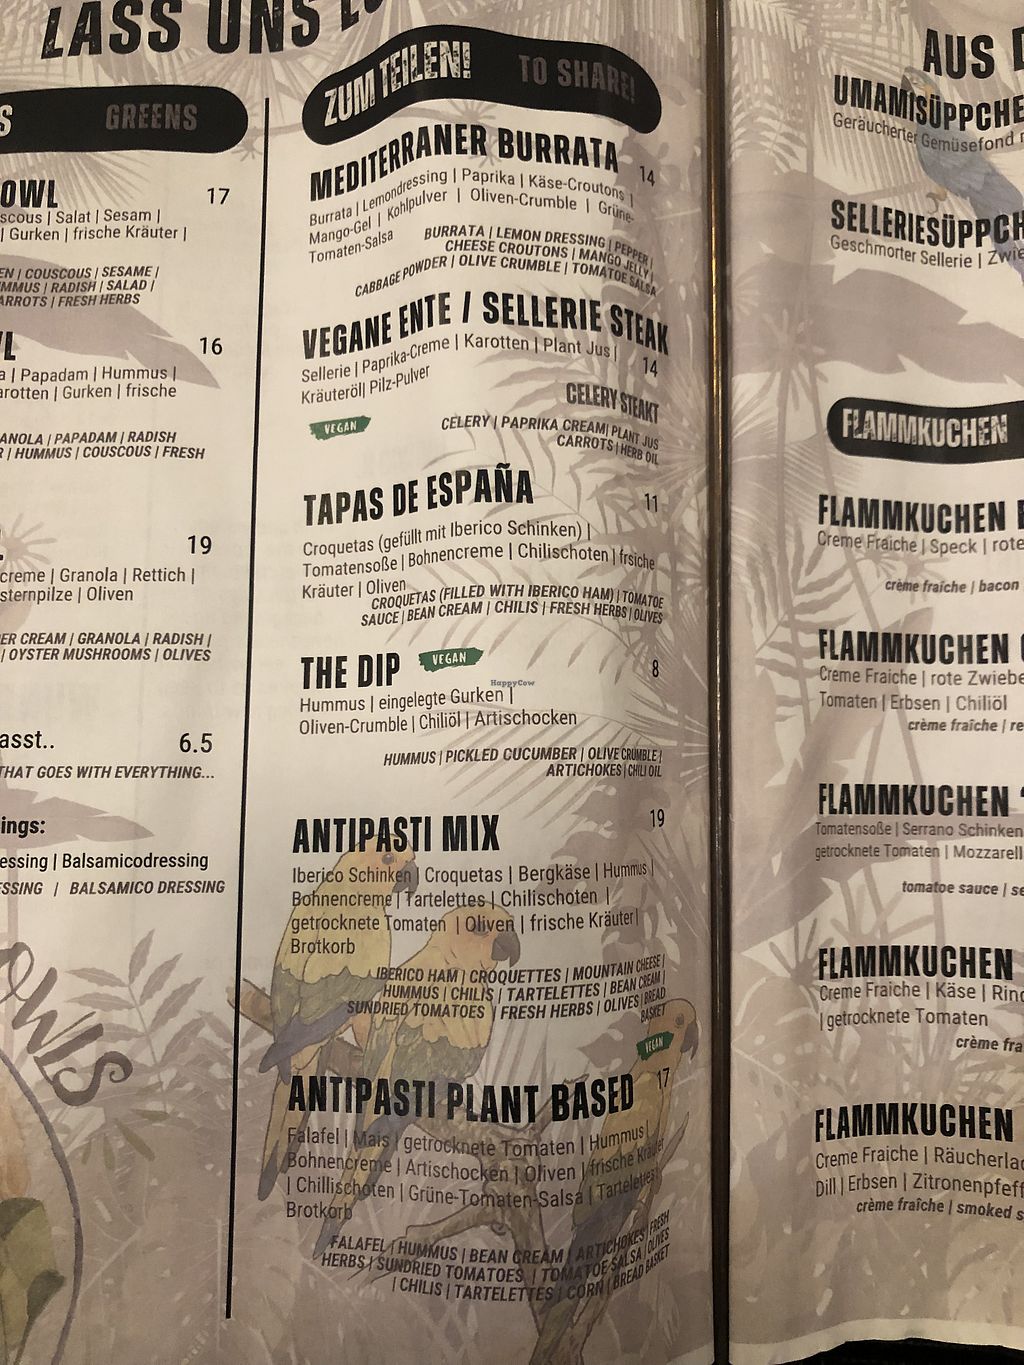 LASS UNS
GREENS
OWL 17
scous | Salat | Sesam |
| Gurken | frische Kräuter |
EN | COUSCOUS | SESAME /
MMUS | RADISH | SALAD /
ARROTS | FRESH HERBS
16
a | Papadam | Hummus |
arotten | Gurken | frische
ANOLA | PAPADAM | RADISH
R | HUMMUS | COUSCOUS | FRESH
19
creme | Granola | Rettich |
sternpilze | Oliven
ER CREAM | GRANOLA | RADISH |
| OYSTER MUSHROOMS | OLIVES
asst.. 6.5
THAT GOES WITH EVERYTHING...
ings:
essing | Balsamicodressing
ESSING / BALSAMICO DRESSING
OWLS
ZUM TEILEN! TO SHARE!
MEDITERRANER BURRATA 14
Burrata | Lemondressing | Paprika | Käse-Croutons |
Mango-Gel | Kohlpulver | Oliven-Crumble | Grüne-
Tomaten-Salsa
BURRATA | LEMON DRESSING | PEPPER |
CHEESE CROUTONS | MANGO JELLY |
CABBAGE POWDER | OLIVE CRUMBLE | TOMATOE SALSA
VEGANE ENTE / SELLERIE STEAK
14
Sellerie | Paprika-Creme | Karotten | Plant Jus |
Kräuteröll Pilz-Pulver
CELERY STEAKT
VEGAN
CELERY | PAPRIKA CREAM| PLANT JUS
CARROTS | HERB OIL
TAPAS DE ESPAÑA 11
Croquetas (gefüllt mit Iberico Schinken) |
Tomatensoße | Bohnencreme | Chilischoten | frsiche
Kräuter | Oliven
CROQUETAS (FILLED WITH IBERICO HAM) | TOMATOE
SAUCE | BEAN CREAM | CHILIS | FRESH HERBS | OLIVES
THE DIP VEGAN 8
HappyCow
Hummus | eingelegte Gurken |
Oliven-Crumble | Chiliöl | Artischocken
HUMMUS | PICKLED CUCUMBER | OLIVE CRUMBLE |
ARTICHOKES | CHILI OIL
ANTIPASTI MIX 19
Iberico Schinken | Croquetas | Bergkäse | Hummus |
Bohnencreme | Tartelettes | Chilischoten |
getrocknete Tomaten | Oliven | frische Kräuter|
Brotkorb
IBERICO HAM | CROQUETTES | MOUNTAIN CHEESE |
HUMMUS | CHILIS | TARTELETTES | BEAN CREAM |
SUNDRIED TOMATOES | FRESH HERBS | OLIVES | BREAD
BASKET
VEGAN
ANTIPASTI PLANT BASED 17
Falafel | Mais | getrocknete Tomaten | Hummus|
Bohnencreme | Artischocken | Oliven | frische Kräuter
| Chillischoten | Grüne-Tomaten-Salsa | Tartelettes |
Brotkorb
FALAFEL | HUMMUS | BEAN CREAM | ARTICHOKES | FRESH
HERBS | SUNDRIED TOMATOES | TOMATOE SALSA | OLIVES
| CHILIS | TARTELETTES | CORN | BREAD BASKET
AUS
UMAMISÜPPCHE
Geräucherter Gemüsefond
SELLERIESÜPPCH
Geschmorter Sellerie | Zwie
FLAMMKUCHEN
FLAMMKUCHEN
Creme Fraiche | Speck | rote
crème fraîche / bacon
FLAMMKUCHEN
Creme Fraiche | rote Zwiebe
Tomaten | Erbsen | Chiliöl
crème fraîche / re
FLAMMKUCHEN
Tomatensoße | Serrano Schinken
getrocknete Tomaten | Mozzarell
tomatoe sauce / se
FLAMMKUCHEN
Creme Fraiche | Käse | Rind
| getrocknete Tomaten
crème fra
FLAMMKUCHEN
Creme Fraiche | Räucherlac
Dill | Erbsen | Zitronenpfeff
crème fraîche / smoked s